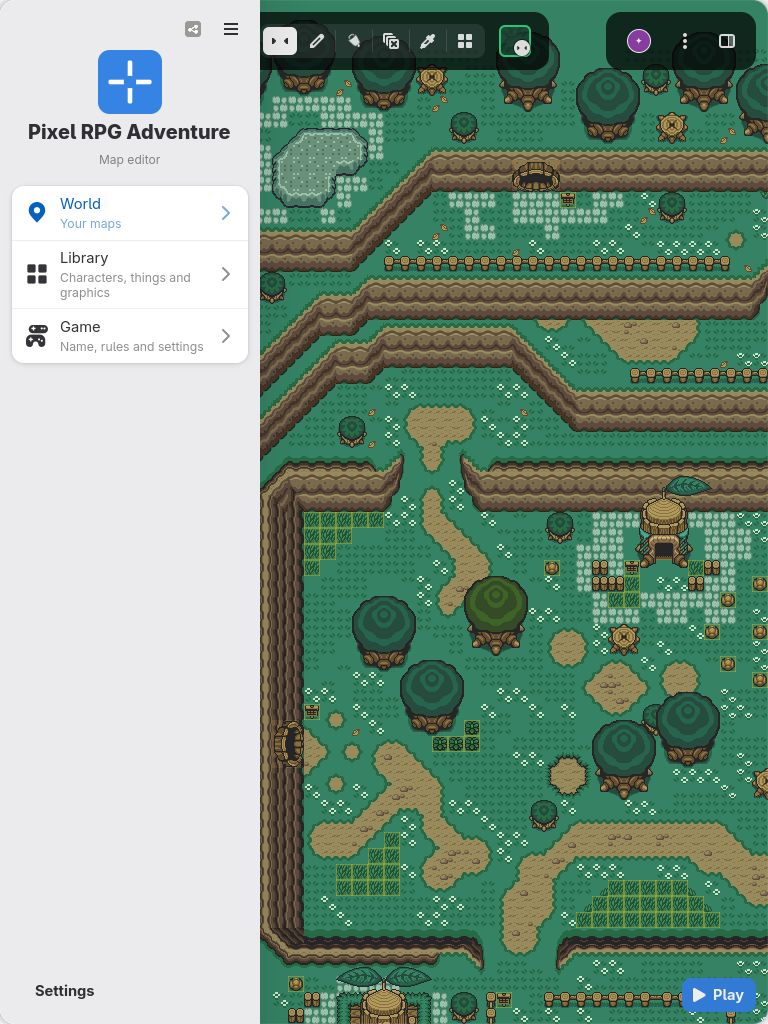 Pixel RPG Adventure
Map editor
World
Your maps
Library
Characters, things and
graphics
Game
Name, rules and settings
Settings
Play